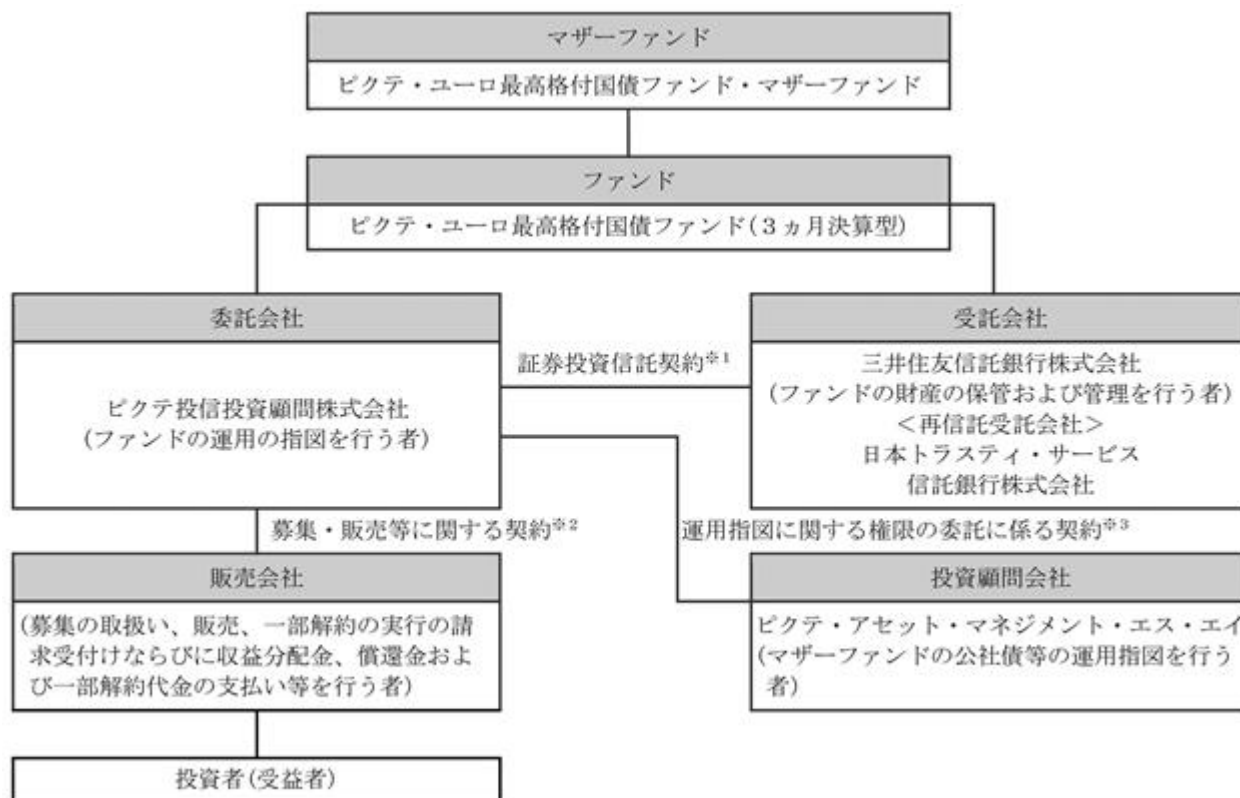 マザーファンド
ピクテ・ユーロ最高格付国債ファンド・マザーファンド
ファンド
ピクテ・ユーロ最高格付国債ファンド(3ヵ月決算型)
委託会社
ピクテ投信投資顧問株式会社
(ファンドの運用の指図を行う者)
証券投資信託契約※1
受託会社
三井住友信託銀行株式会社
(ファンドの財産の保管および管理を行う者)
<再信託受託会社>
日本トラスティ・サービス
信託銀行株式会社
募集・販売等に関する契約※2
運用指図に関する権限の委託に係る契約※3
販売会社
(募集の取扱い、販売、一部解約の実行の請
求受付けならびに収益分配金、償還金およ
び一部解約代金の支払い等を行う者)
投資顧問会社
ピクテ・アセット・マネジメント・エス・エイ
(マザーファンドの公社債等の運用指図を行う
者)
投資者(受益者)